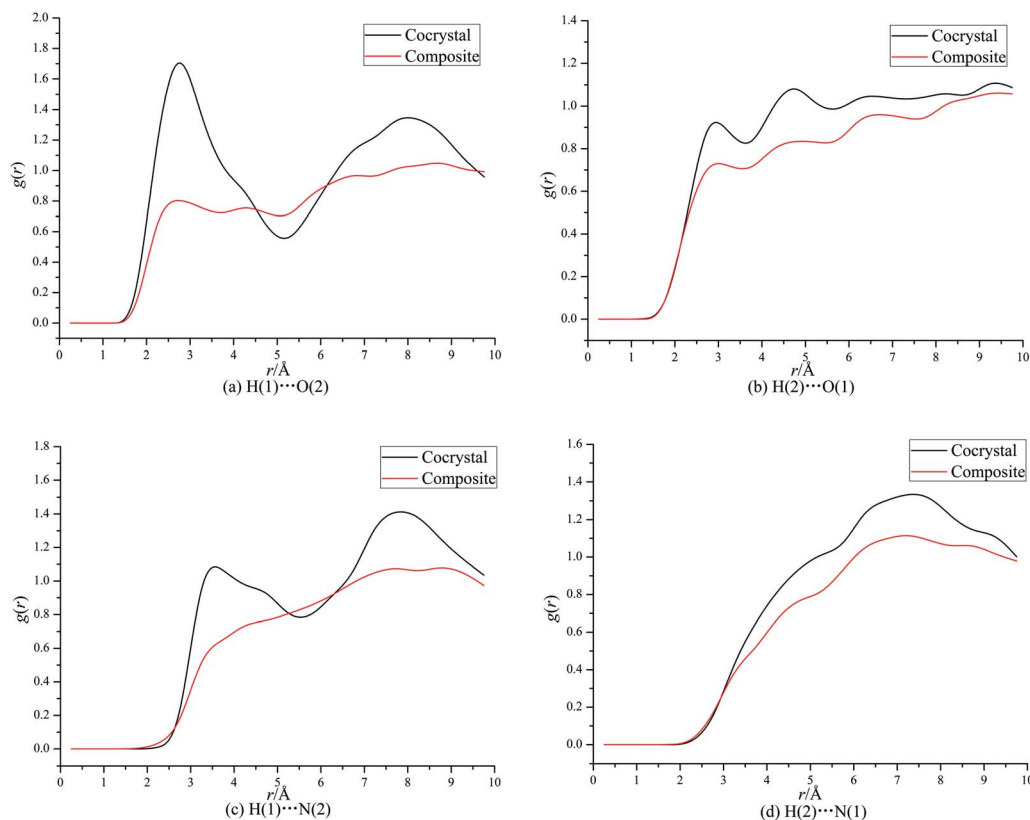 2.0
1.8
1.6
1.4
1.2
1.0
0.8
0.6
0.4
0.2
0.0
g(r)
Cocrystal
Composite
0 1 2 3 4 5 6 7 8 9 10
r/Å
(a) H(1)···O(2)
1.4
1.2
1.0
0.8
0.6
0.4
0.2
0.0
g(r)
Cocrystal
Composite
0 1 2 3 4 5 6 7 8 9 10
r/Å
(b) H(2)···O(1)
1.8
1.6
1.4
1.2
1.0
0.8
0.6
0.4
0.2
0.0
g(r)
Cocrystal
Composite
0 1 2 3 4 5 6 7 8 9 10
r/Å
(c) H(1)···N(2)
1.6
1.4
1.2
1.0
0.8
0.6
0.4
0.2
0.0
g(r)
Cocrystal
Composite
0 1 2 3 4 5 6 7 8 9 10
r/Å
(d) H(2)···N(1)